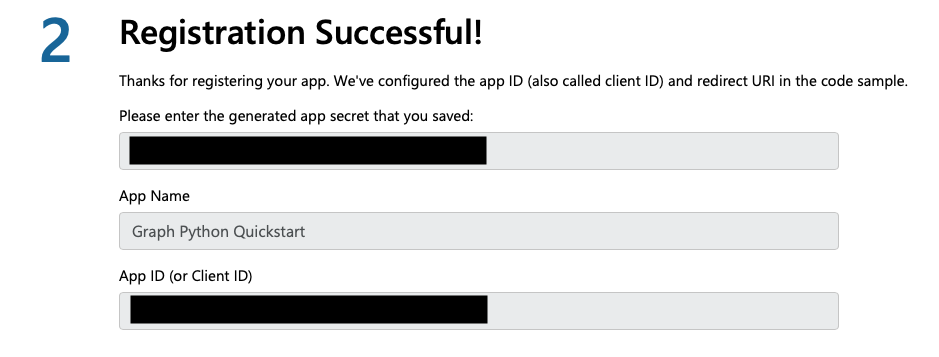 2
Registration Successful!
Thanks for registering your app. We've configured the app ID (also called client ID) and redirect URI in the code sample.
Please enter the generated app secret that you saved:
App Name
Graph Python Quickstart
App ID (or Client ID)